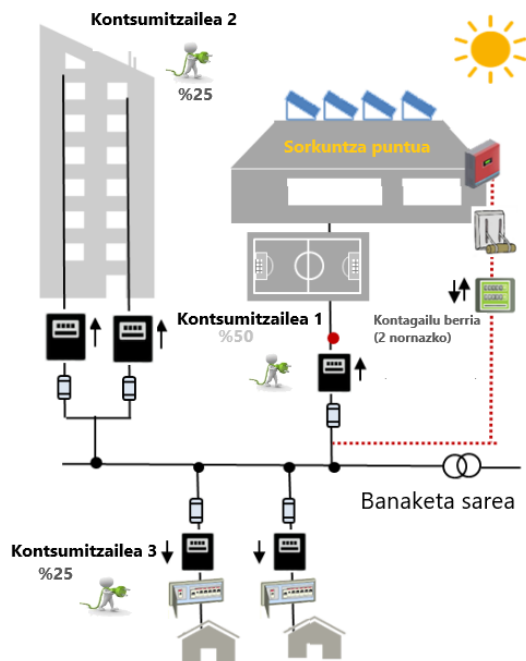 Kontsumitzailea 2
%25
Sorkuntza puntua
Kontsumitzailea 1
%50
Kontagailu berria
(2 nornazko)
Banaketa sarea
Kontsumitzailea 3
%25